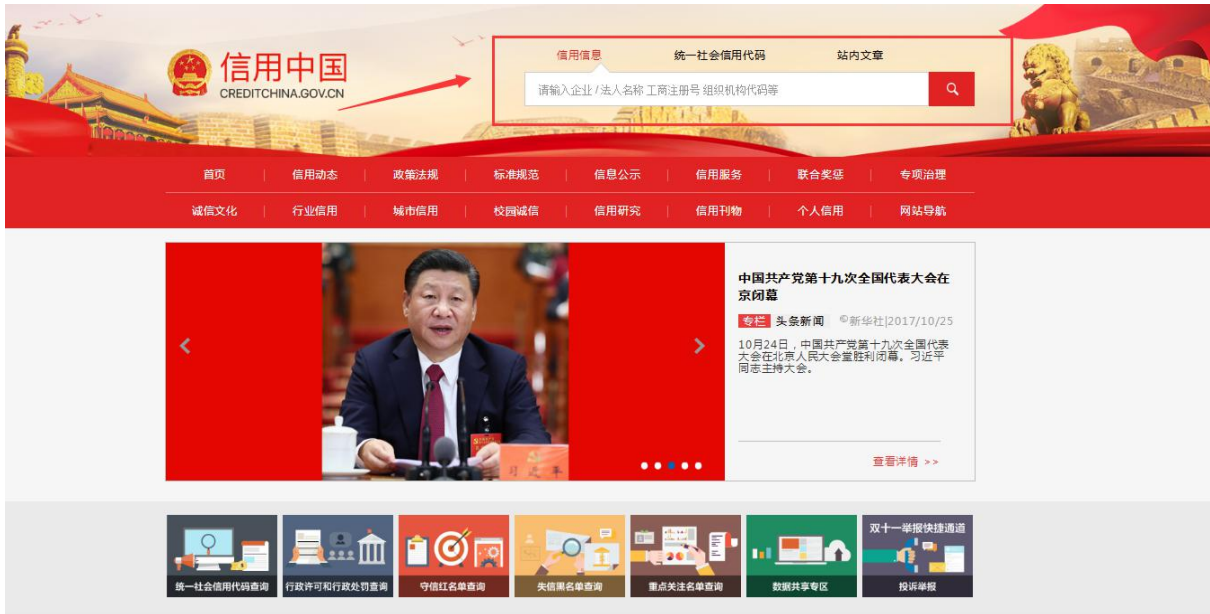 信用中国
CREDITCHINA.GOV.CN
信用信息 统一社会信用代码 站内文章
请输入企业 / 法人名称 工商注册号 组织机构代码等
首页 | 信用动态 | 政策法规 | 标准规范 | 信息公示 | 信用服务 | 联合奖惩 | 专项治理
诚信文化 | 行业信用 | 城市信用 | 校园诚信 | 信用研究 | 信用刊物 | 个人信用 | 网站导航
中国共产党第十九次全国代表大会在
京闭幕
专栏 头条新闻 ©新华社|2017/10/25
10月24日，中国共产党第十九次全国代表
大会在北京人民大会堂胜利闭幕。习近平
同志主持大会。
习近平
查看详情 >>
双十一举报快捷通道
统一社会信用代码查询 行政许可和行政处罚查询 守信红名单查询 失信黑名单查询 重点关注名单查询 数据共享专区 投诉举报